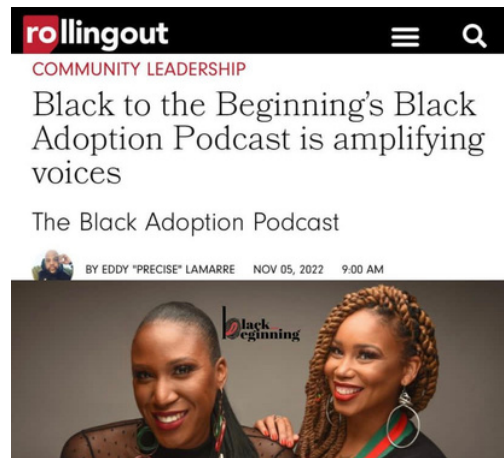 rollingout
COMMUNITY LEADERSHIP
Black to the Beginning's Black
Adoption Podcast is amplifying
voices
The Black Adoption Podcast
BY EDDY "PRECISE" LAMARRE NOV 05, 2022 9:00 AM
black
Beginning